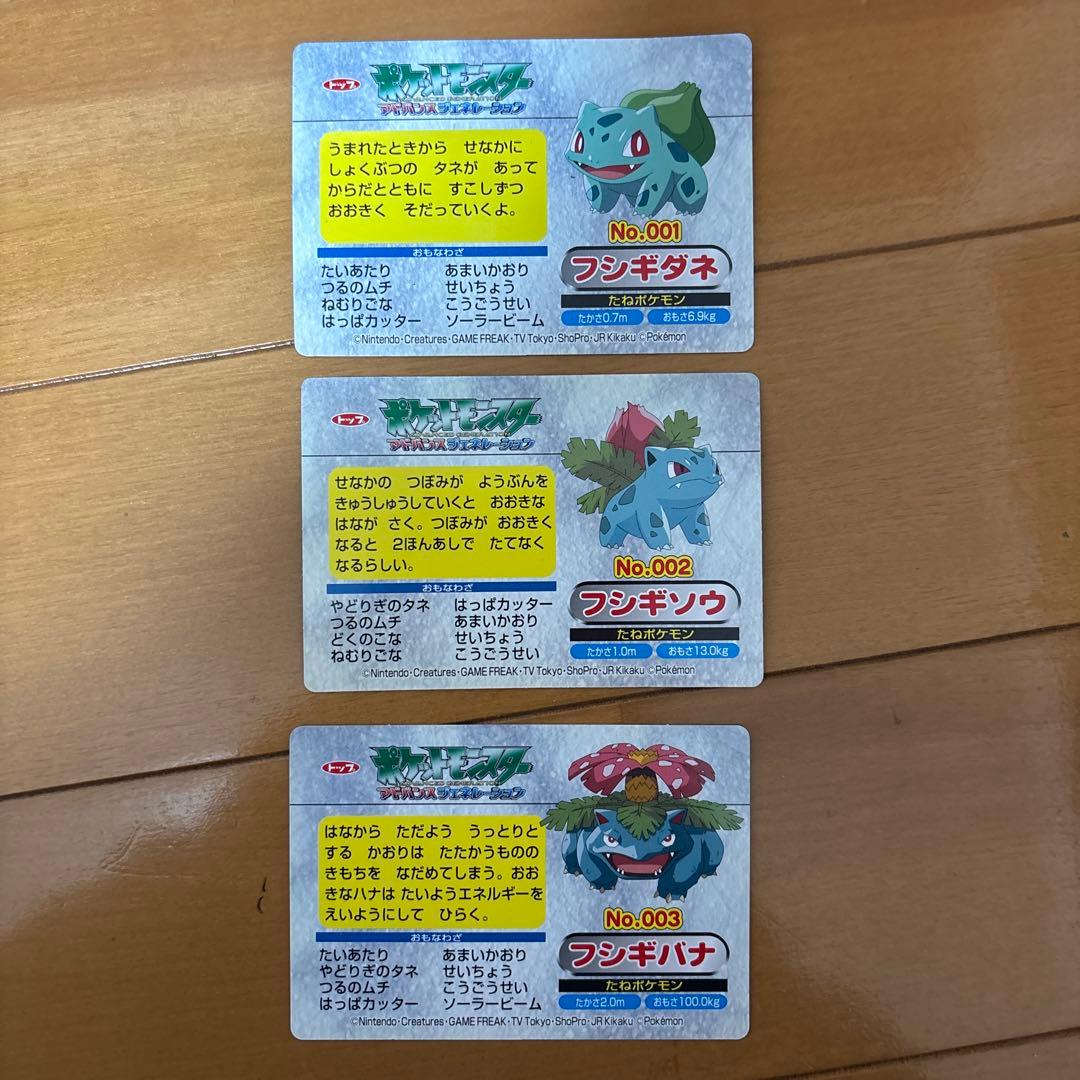 トップ
ポケットモンスター
ADVANCED GENERATION
アドバンスジェネレーション
うまれたときから　せなかに
しょくぶつの　タネが　あって
からだとともに　すこしずつ
おおきく　そだっていくよ。
おもなわざ
たいあたり　あまいかおり
つるのムチ　せいちょう
ねむりごな　こうごうせい
はっぱカッター　ソーラービーム
No.001
フシギダネ
たねポケモン
たかさ0.7m　おもさ6.9kg
©Nintendo・Creatures・GAME FREAK・TV Tokyo・ShoPro・JR Kikaku ©Pokémon
トップ
ポケットモンスター
ADVANCED GENERATION
アドバンスジェネレーション
せなかの　つぼみが　ようぶんを
きゅうしゅうしていくと　おおきな
はなが　さく。つぼみが　おおきく
なると　2ほんあしで　たてなく
なるらしい。
おもなわざ
やどりぎのタネ　はっぱカッター
つるのムチ　あまいかおり
どくのこな　せいちょう
ねむりごな　こうごうせい
No.002
フシギソウ
たねポケモン
たかさ1.0m　おもさ13.0kg
©Nintendo・Creatures・GAME FREAK・TV Tokyo・ShoPro・JR Kikaku ©Pokémon
トップ
ポケットモンスター
ADVANCED GENERATION
アドバンスジェネレーション
はなから　ただよう　うっとりと
する　かおりは　たたかうものの
きもちを　なだめてしまう。おお
きなハナは たいようエネルギーを
えいようにして　ひらく。
おもなわざ
たいあたり　あまいかおり
やどりぎのタネ　せいちょう
つるのムチ　こうごうせい
はっぱカッター　ソーラービーム
No.003
フシギバナ
たねポケモン
たかさ2.0m　おもさ100.0kg
©Nintendo・Creatures・GAME FREAK・TV Tokyo・ShoPro・JR Kikaku ©Pokémon